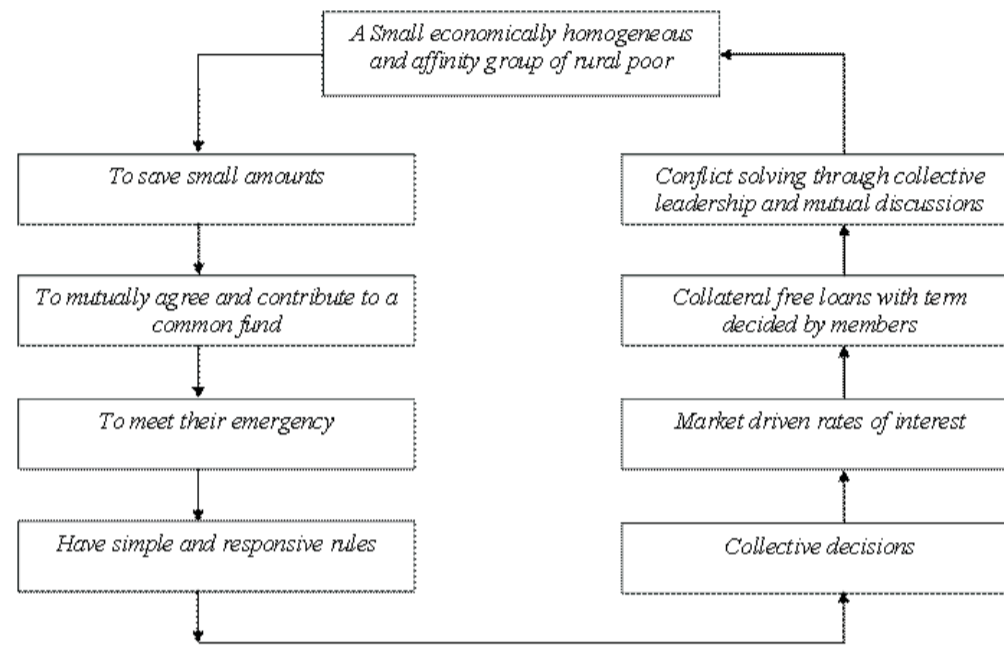 A Small economically homogeneous
and affinity group of rural poor
To save small amounts
To mutually agree and contribute to a
common fund
To meet their emergency
Have simple and responsive rules
Conflict solving through collective
leadership and mutual discussions
Collateral free loans with term
decided by members
Market driven rates of interest
Collective decisions